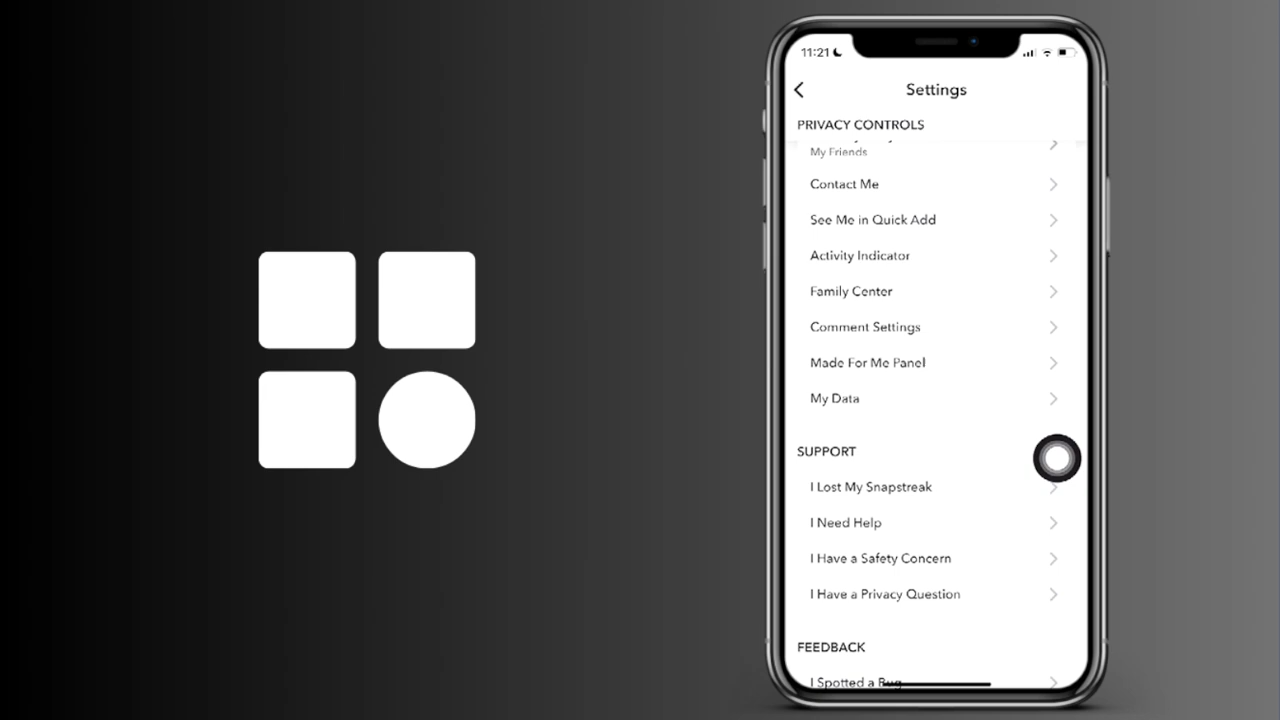 11:21
Settings
PRIVACY CONTROLS
My Friends
Contact Me
See Me in Quick Add
Activity Indicator
Family Center
Comment Settings
Made For Me Panel
My Data
SUPPORT
I Lost My Snapstreak
I Need Help
I Have a Safety Concern
I Have a Privacy Question
FEEDBACK
I Spotted a Bug